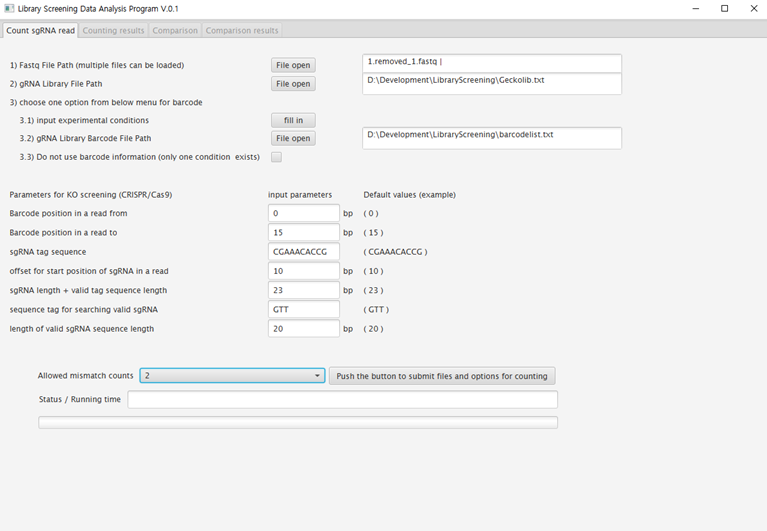 Library Screening Data Analysis Program V.0.1
Count sgRNA read Counting results Comparison Comparison results
1) Fastq File Path (multiple files can be loaded) File open 1.removed_1.fastq |
2) gRNA Library File Path File open D:\Development\LibraryScreening\Geckolib.txt
3) choose one option from below menu for barcode
3.1) input experimental conditions fill in
3.2) gRNA Library Barcode File Path File open D:\Development\LibraryScreening\barcodelist.txt
3.3) Do not use barcode information (only one condition exists)
Parameters for KO screening (CRISPR/Cas9) input parameters Default values (example)
Barcode position in a read from 0 bp ( 0 )
Barcode position in a read to 15 bp ( 15 )
sgRNA tag sequence CGAAACACCG ( CGAAACACCG )
offset for start position of sgRNA in a read 10 bp ( 10 )
sgRNA length + valid tag sequence length 23 bp ( 23 )
sequence tag for searching valid sgRNA GTT ( GTT )
length of valid sgRNA sequence length 20 bp ( 20 )
Allowed mismatch counts 2 Push the button to submit files and options for counting
Status / Running time